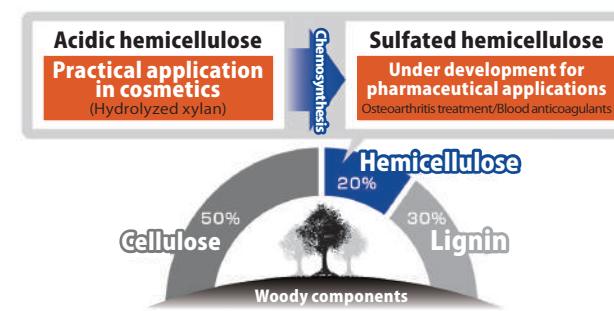 Acidic hemicellulose
Practical application
in cosmetics
(Hydrolyzed xylan)
Chemosynthesis
Sulfated hemicellulose
Under development for
pharmaceutical applications
Osteoarthritis treatment/Blood anticoagulants
Hemicellulose
20%
50%
Cellulose
30%
Lignin
Woody components